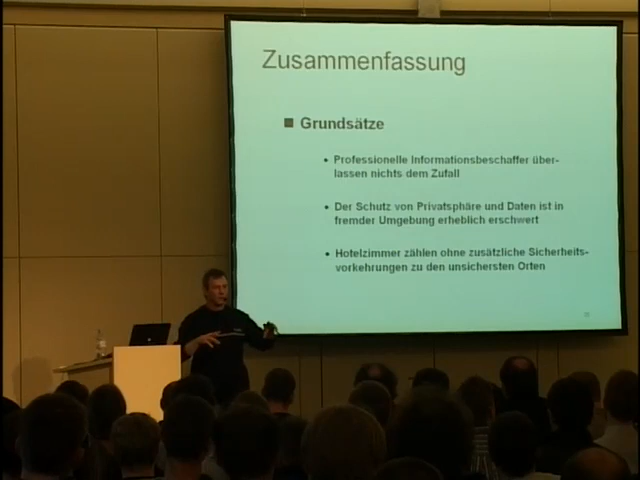 Zusammenfassung
Grundsätze
Professionelle Informationsbeschaffer über-
lassen nichts dem Zufall
Der Schutz von Privatsphäre und Daten ist in
fremder Umgebung erheblich erschwert
Hotelzimmer zählen ohne zusätzliche Sicherheits-
vorkehrungen zu den unsichersten Orten